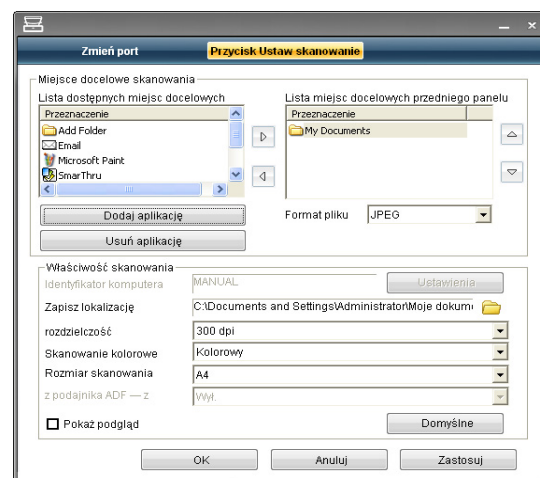 Zmień port
Przycisk Ustaw skanowanie
Miejsce docelowe skanowania
Lista dostępnych miejsc docelowych
Przeznaczenie
Add Folder
Email
Microsoft Paint
SmarThru
Dodaj aplikację
Usuń aplikację
Lista miejsc docelowych przedniego panelu
Przeznaczenie
My Documents
Format pliku JPEG
Właściwość skanowania
Identyfikator komputera MANUAL Ustawienia
Zapisz lokalizację C:\Documents and Settings\Administrator\Moje dokum
rozdzielczość 300 dpi
Skanowanie kolorowe Kolorowy
Rozmiar skanowania A4
z podajnika ADF — z Wył.
Pokaż podgląd Domyślne
OK Anuluj Zastosuj